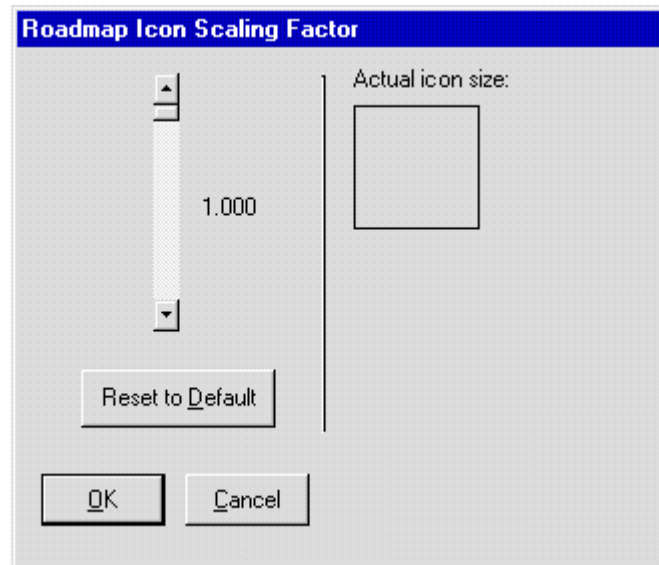 Roadmap Icon Scaling Factor
Actual icon size:
1.000
Reset to Default
OK
Cancel